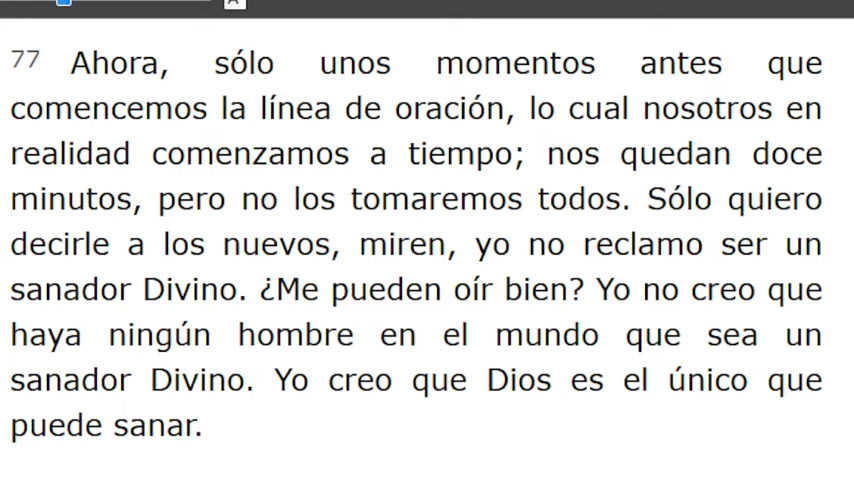 77 Ahora, sólo unos momentos antes que
comencemos la línea de oración, lo cual nosotros en
realidad comenzamos a tiempo; nos quedan doce
minutos, pero no los tomaremos todos. Sólo quiero
decirle a los nuevos, miren, yo no reclamo ser un
sanador Divino. ¿Me pueden oír bien? Yo no creo que
haya ningún hombre en el mundo que sea un
sanador Divino. Yo creo que Dios es el único que
puede sanar.